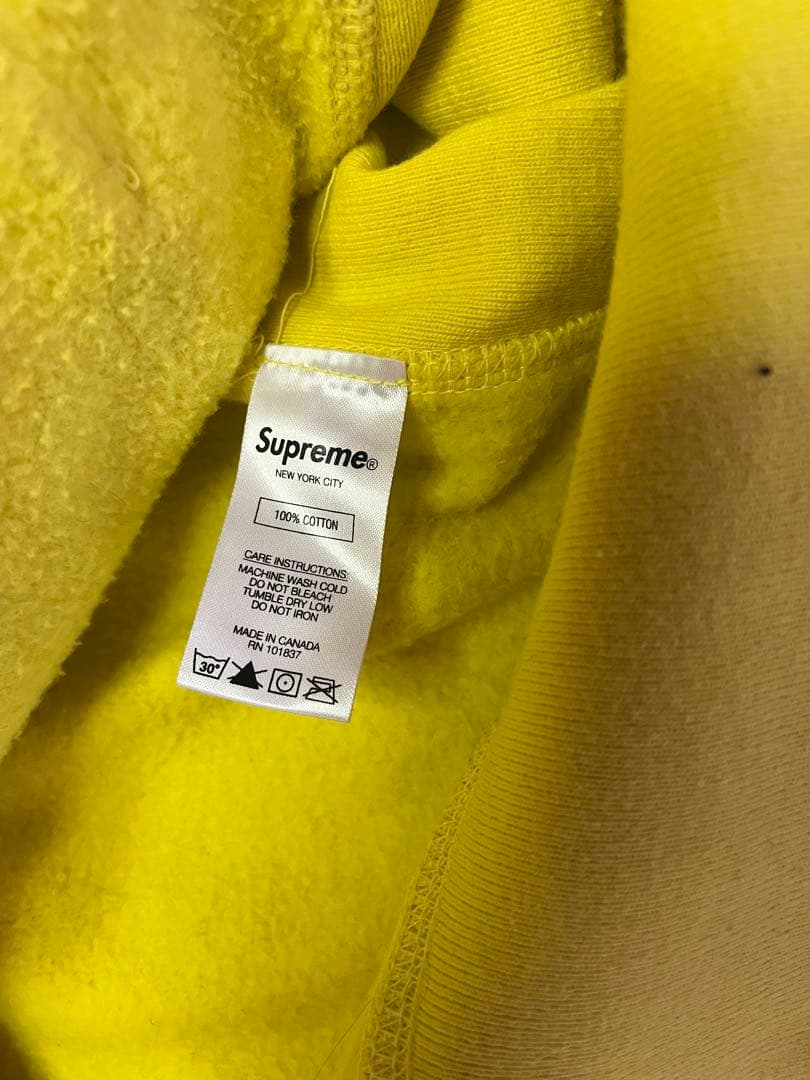 Supreme®
NEW YORK CITY
100% COTTON
CARE INSTRUCTIONS:
MACHINE WASH COLD
DO NOT BLEACH
TUMBLE DRY LOW
DO NOT IRON
MADE IN CANADA
RN 101837
30°